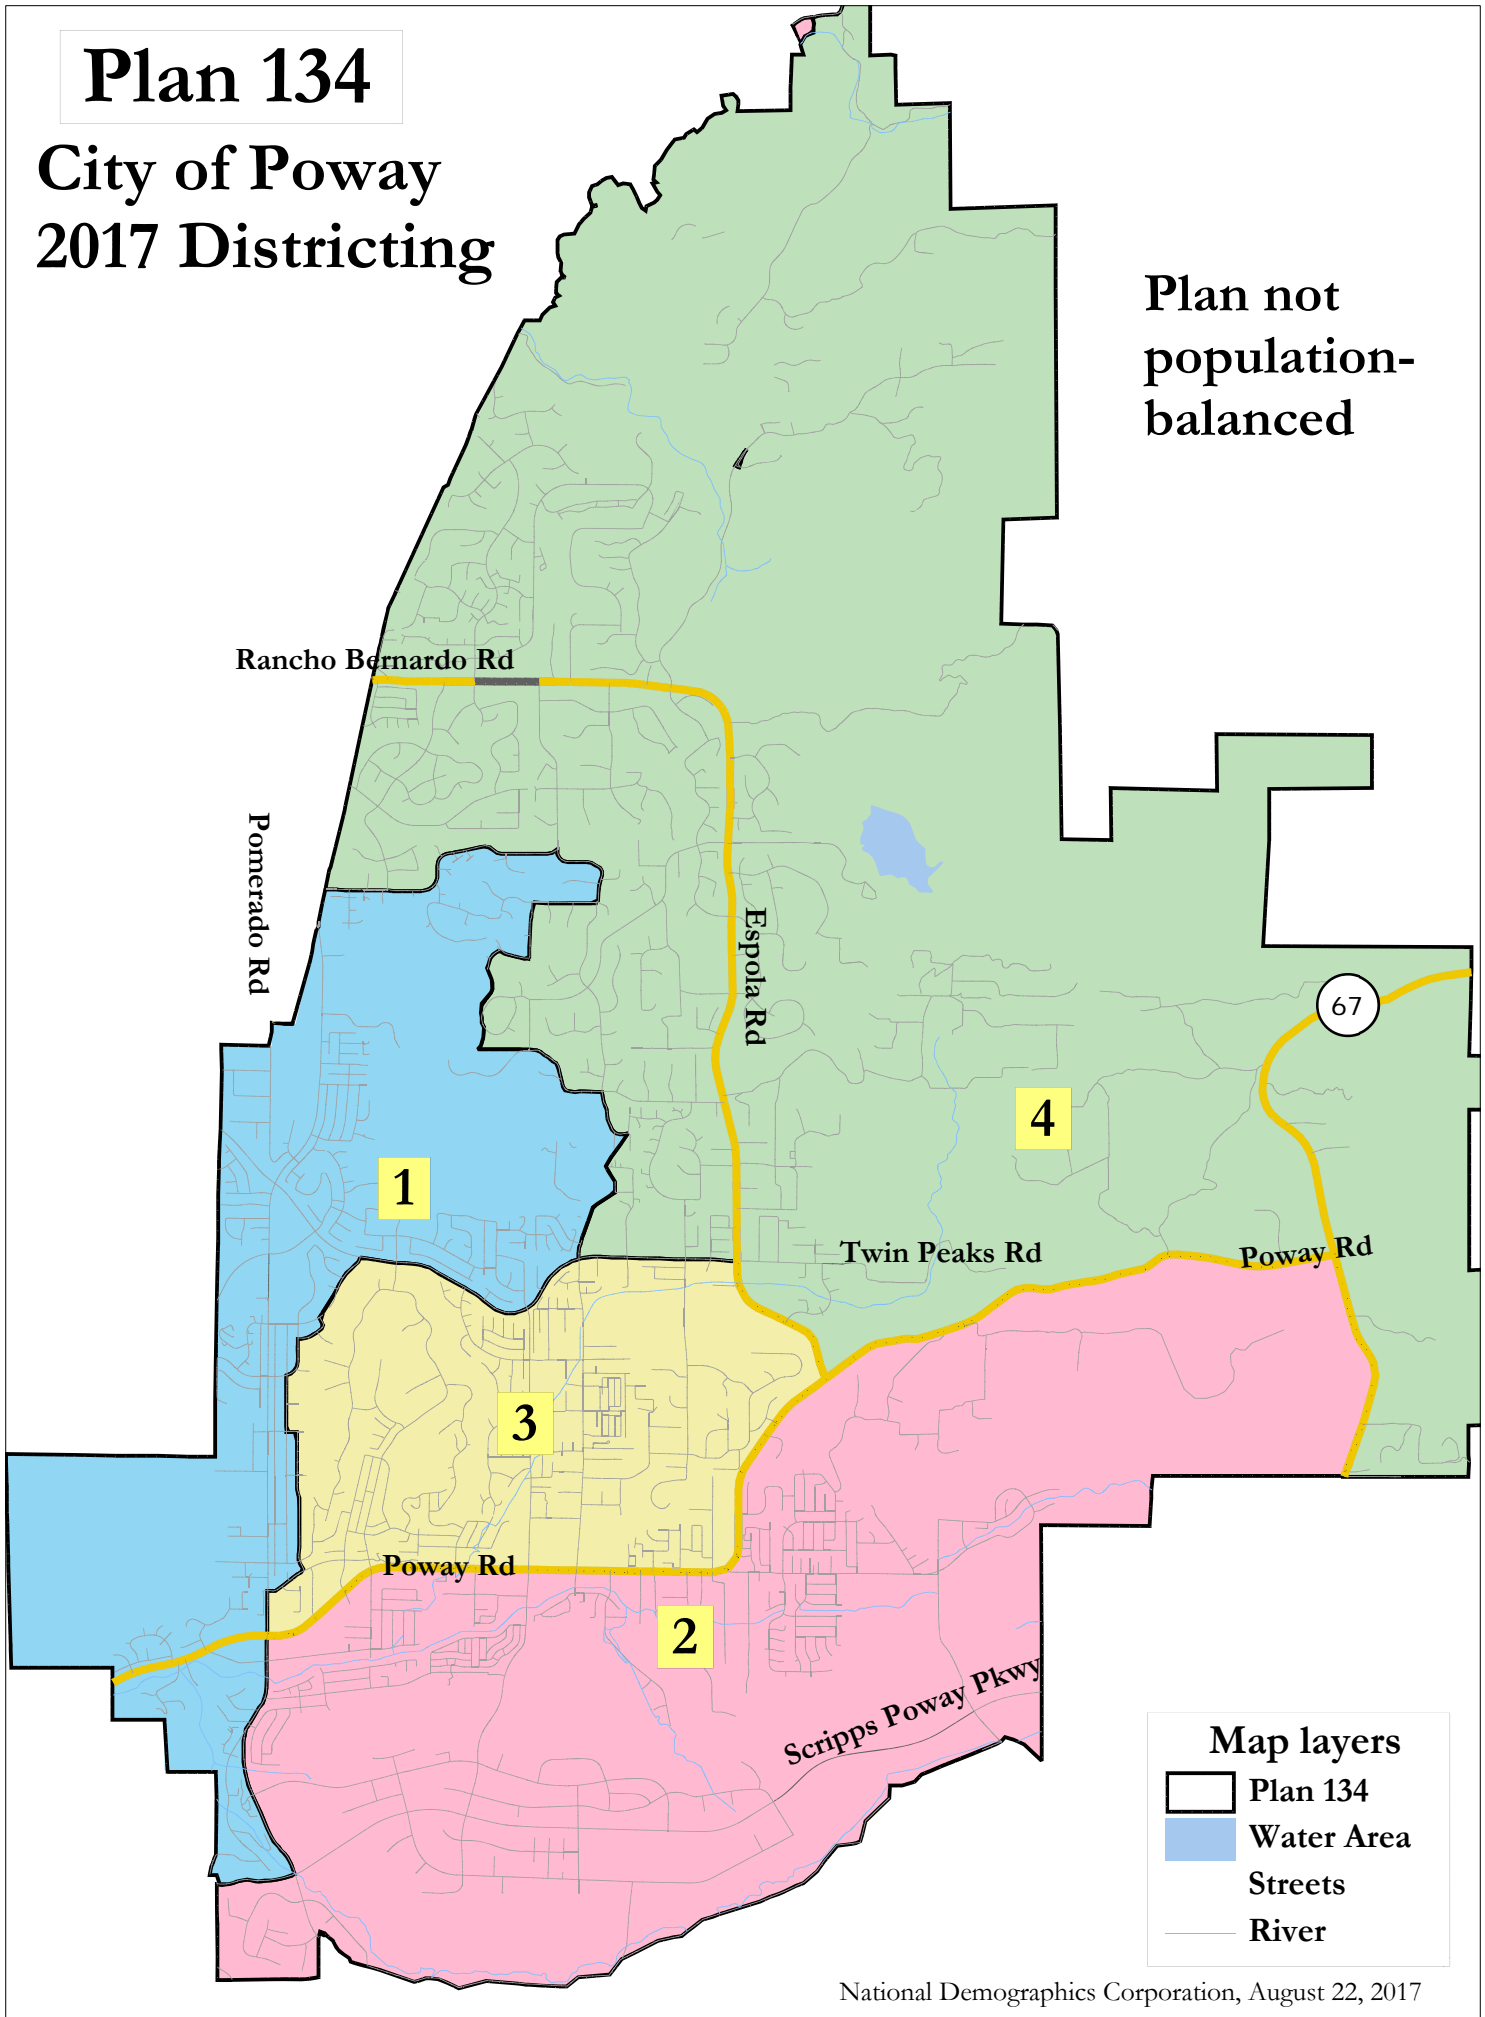 Plan 134
City of Poway
2017 Districting
Plan not
population-
balanced
Rancho Bernardo Rd
Pomerado Rd
Espola Rd
67
4
1
Twin Peaks Rd
Poway Rd
3
Poway Rd
2
Scripps Poway Pkwy
Map layers
Plan 134
Water Area
Streets
River
National Demographics Corporation, August 22, 2017